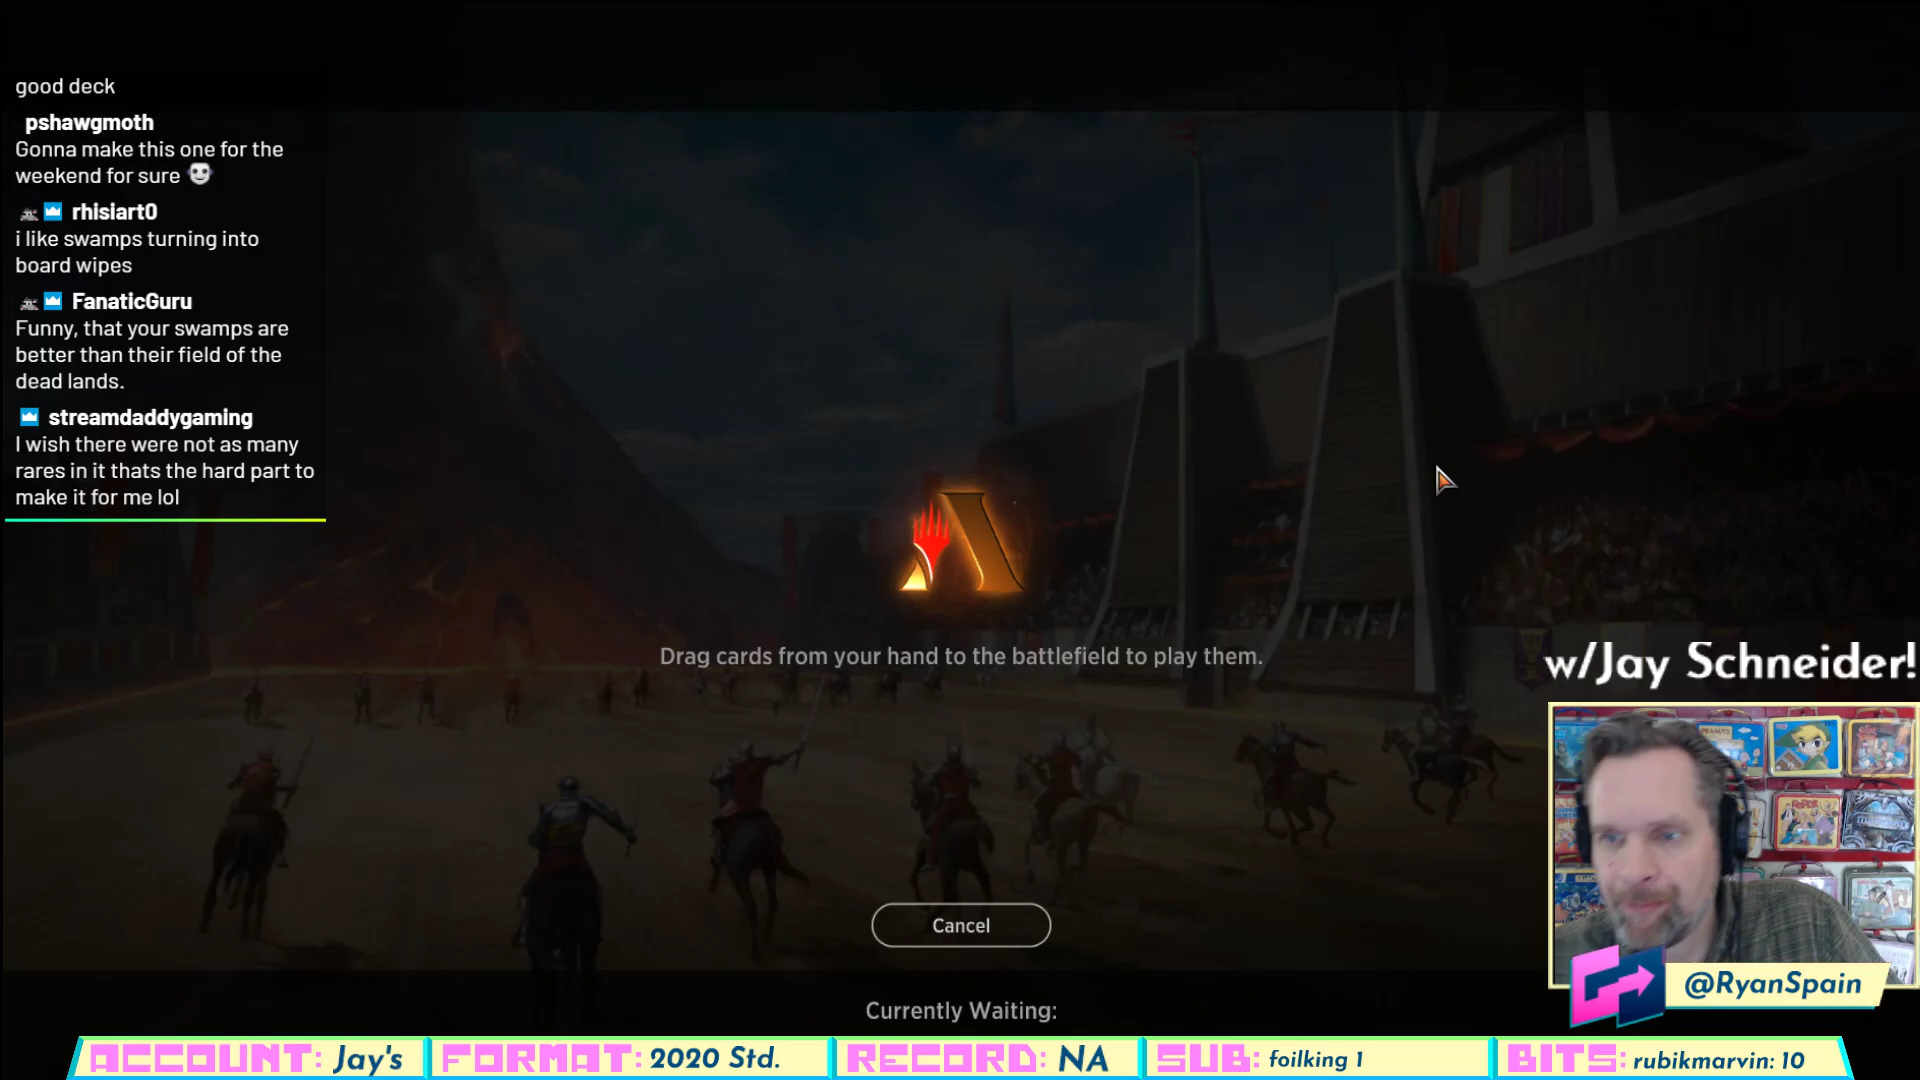 good deck
pshawgmoth
Gonna make this one for the
weekend for sure
rhisiart0
i like swamps turning into
board wipes
FanaticGuru
Funny, that your swamps are
better than their field of the
dead lands.
streamdaddygaming
I wish there were not as many
rares in it thats the hard part to
make it for me lol
Drag cards from your hand to the battlefield to play them.
w/Jay Schneider!
PEANUTS
Cancel
@RyanSpain
Currently Waiting:
ACCOUNT: Jay's FORMAT: 2020 Std. RECORD: NA SUB: foilking 1 BITS: rubikmarvin: 10